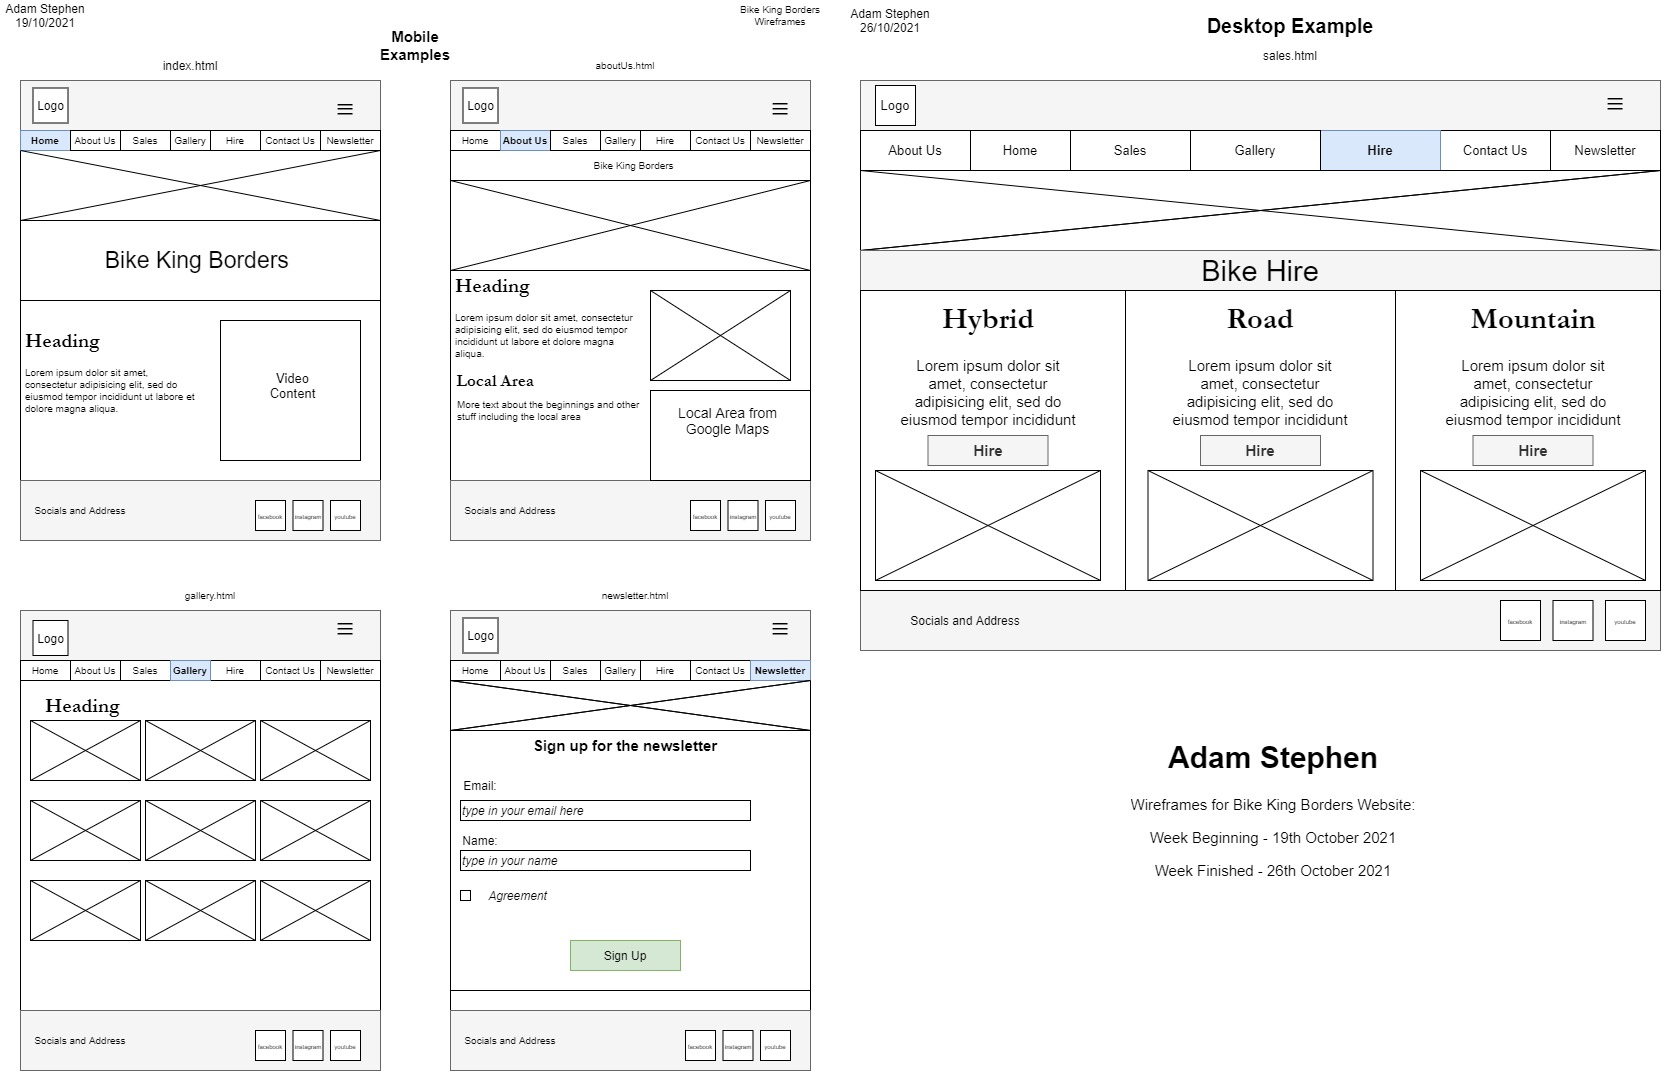 Adam Stephen
19/10/2021
Bike King Borders
Wireframes
Mobile
Examples
index.html
Logo
Home About Us Sales Gallery Hire Contact Us Newsletter
Bike King Borders
Heading
Lorem ipsum dolor sit amet,
consectetur adipisicing elit, sed do
eiusmod tempor incididunt ut labore et
dolore magna aliqua.
Video
Content
Socials and Address
facebook instagram youtube
aboutUs.html
Logo
Home About Us Sales Gallery Hire Contact Us Newsletter
Bike King Borders
Heading
Lorem ipsum dolor sit amet, consectetur
adipisicing elit, sed do eiusmod tempor
incididunt ut labore et dolore magna
aliqua.
Local Area
More text about the beginnings and other
stuff including the local area
Local Area from
Google Maps
Socials and Address
facebook instagram youtube
gallery.html
Logo
Home About Us Sales Gallery Hire Contact Us Newsletter
Heading
Socials and Address
facebook instagram youtube
newsletter.html
Logo
Home About Us Sales Gallery Hire Contact Us Newsletter
Sign up for the newsletter
Email:
type in your email here
Name:
type in your name
Agreement
Sign Up
Socials and Address
facebook instagram youtube
Adam Stephen
26/10/2021
Desktop Example
sales.html
Logo
About Us Home Sales Gallery Hire Contact Us Newsletter
Bike Hire
Hybrid
Lorem ipsum dolor sit
amet, consectetur
adipisicing elit, sed do
eiusmod tempor incididunt
Hire
Road
Lorem ipsum dolor sit
amet, consectetur
adipisicing elit, sed do
eiusmod tempor incididunt
Hire
Mountain
Lorem ipsum dolor sit
amet, consectetur
adipisicing elit, sed do
eiusmod tempor incididunt
Hire
Socials and Address
facebook instagram youtube
Adam Stephen
Wireframes for Bike King Borders Website:
Week Beginning - 19th October 2021
Week Finished - 26th October 2021